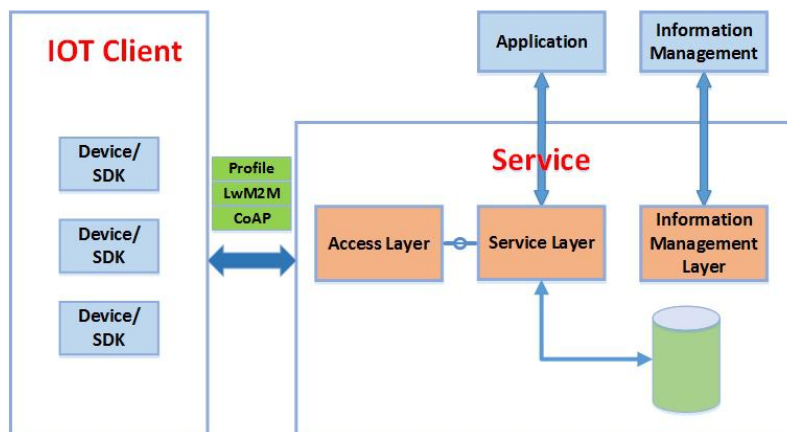 IOT Client
Device/
SDK
Device/
SDK
Device/
SDK
Profile
LwM2M
CoAP
Application
Information
Management
Service
Access Layer
Service Layer
Information
Management
Layer